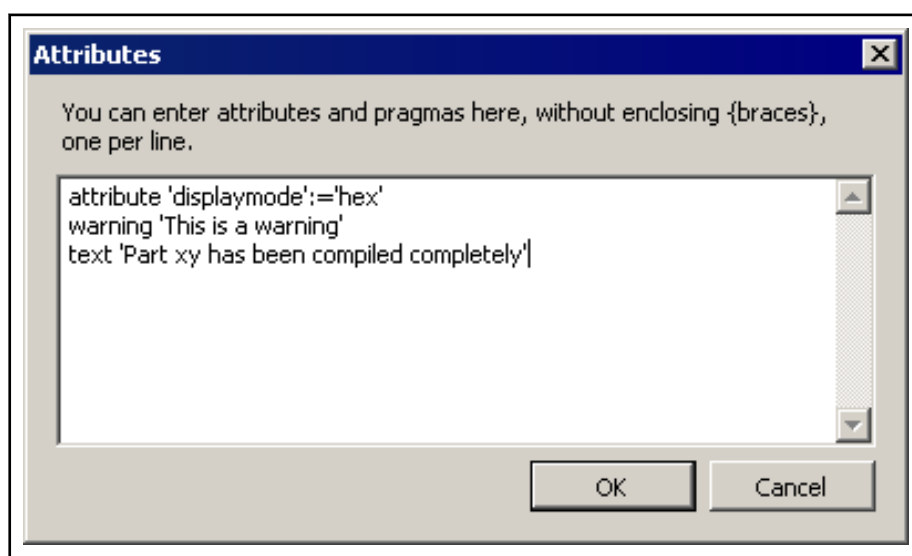 Attributes
You can enter attributes and pragmas here, without enclosing {braces},
one per line.
attribute 'displaymode':='hex'
warning 'This is a warning'
text 'Part xy has been compiled completely'
OK
Cancel